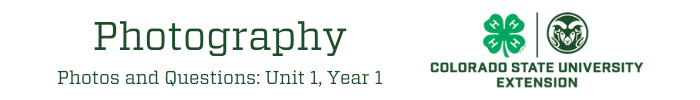 Photography
Photos and Questions: Unit 1, Year 1
H H H H
COLORADO STATE UNIVERSITY
EXTENSION